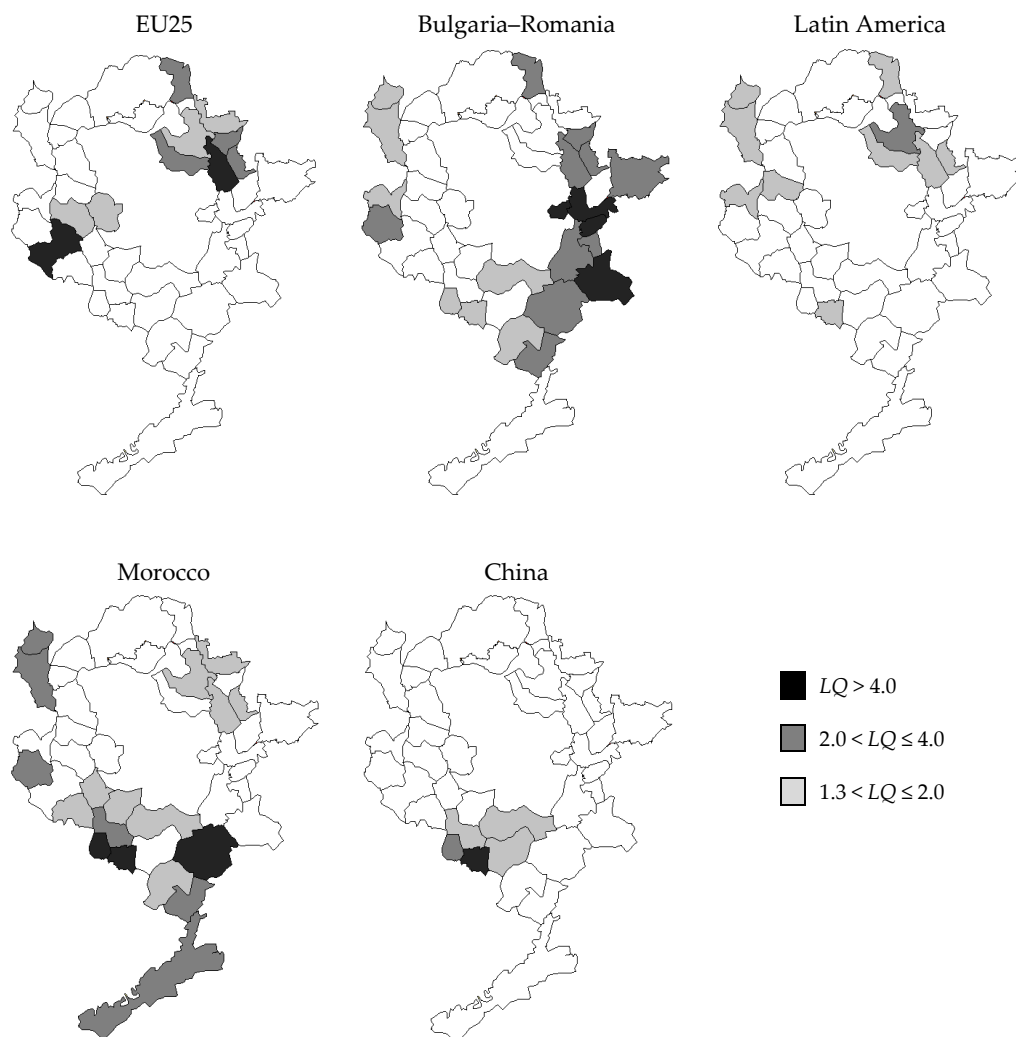 EU25
Bulgaria–Romania
Latin America
Morocco
China
LQ > 4.0
2.0 < LQ ≤ 4.0
1.3 < LQ ≤ 2.0